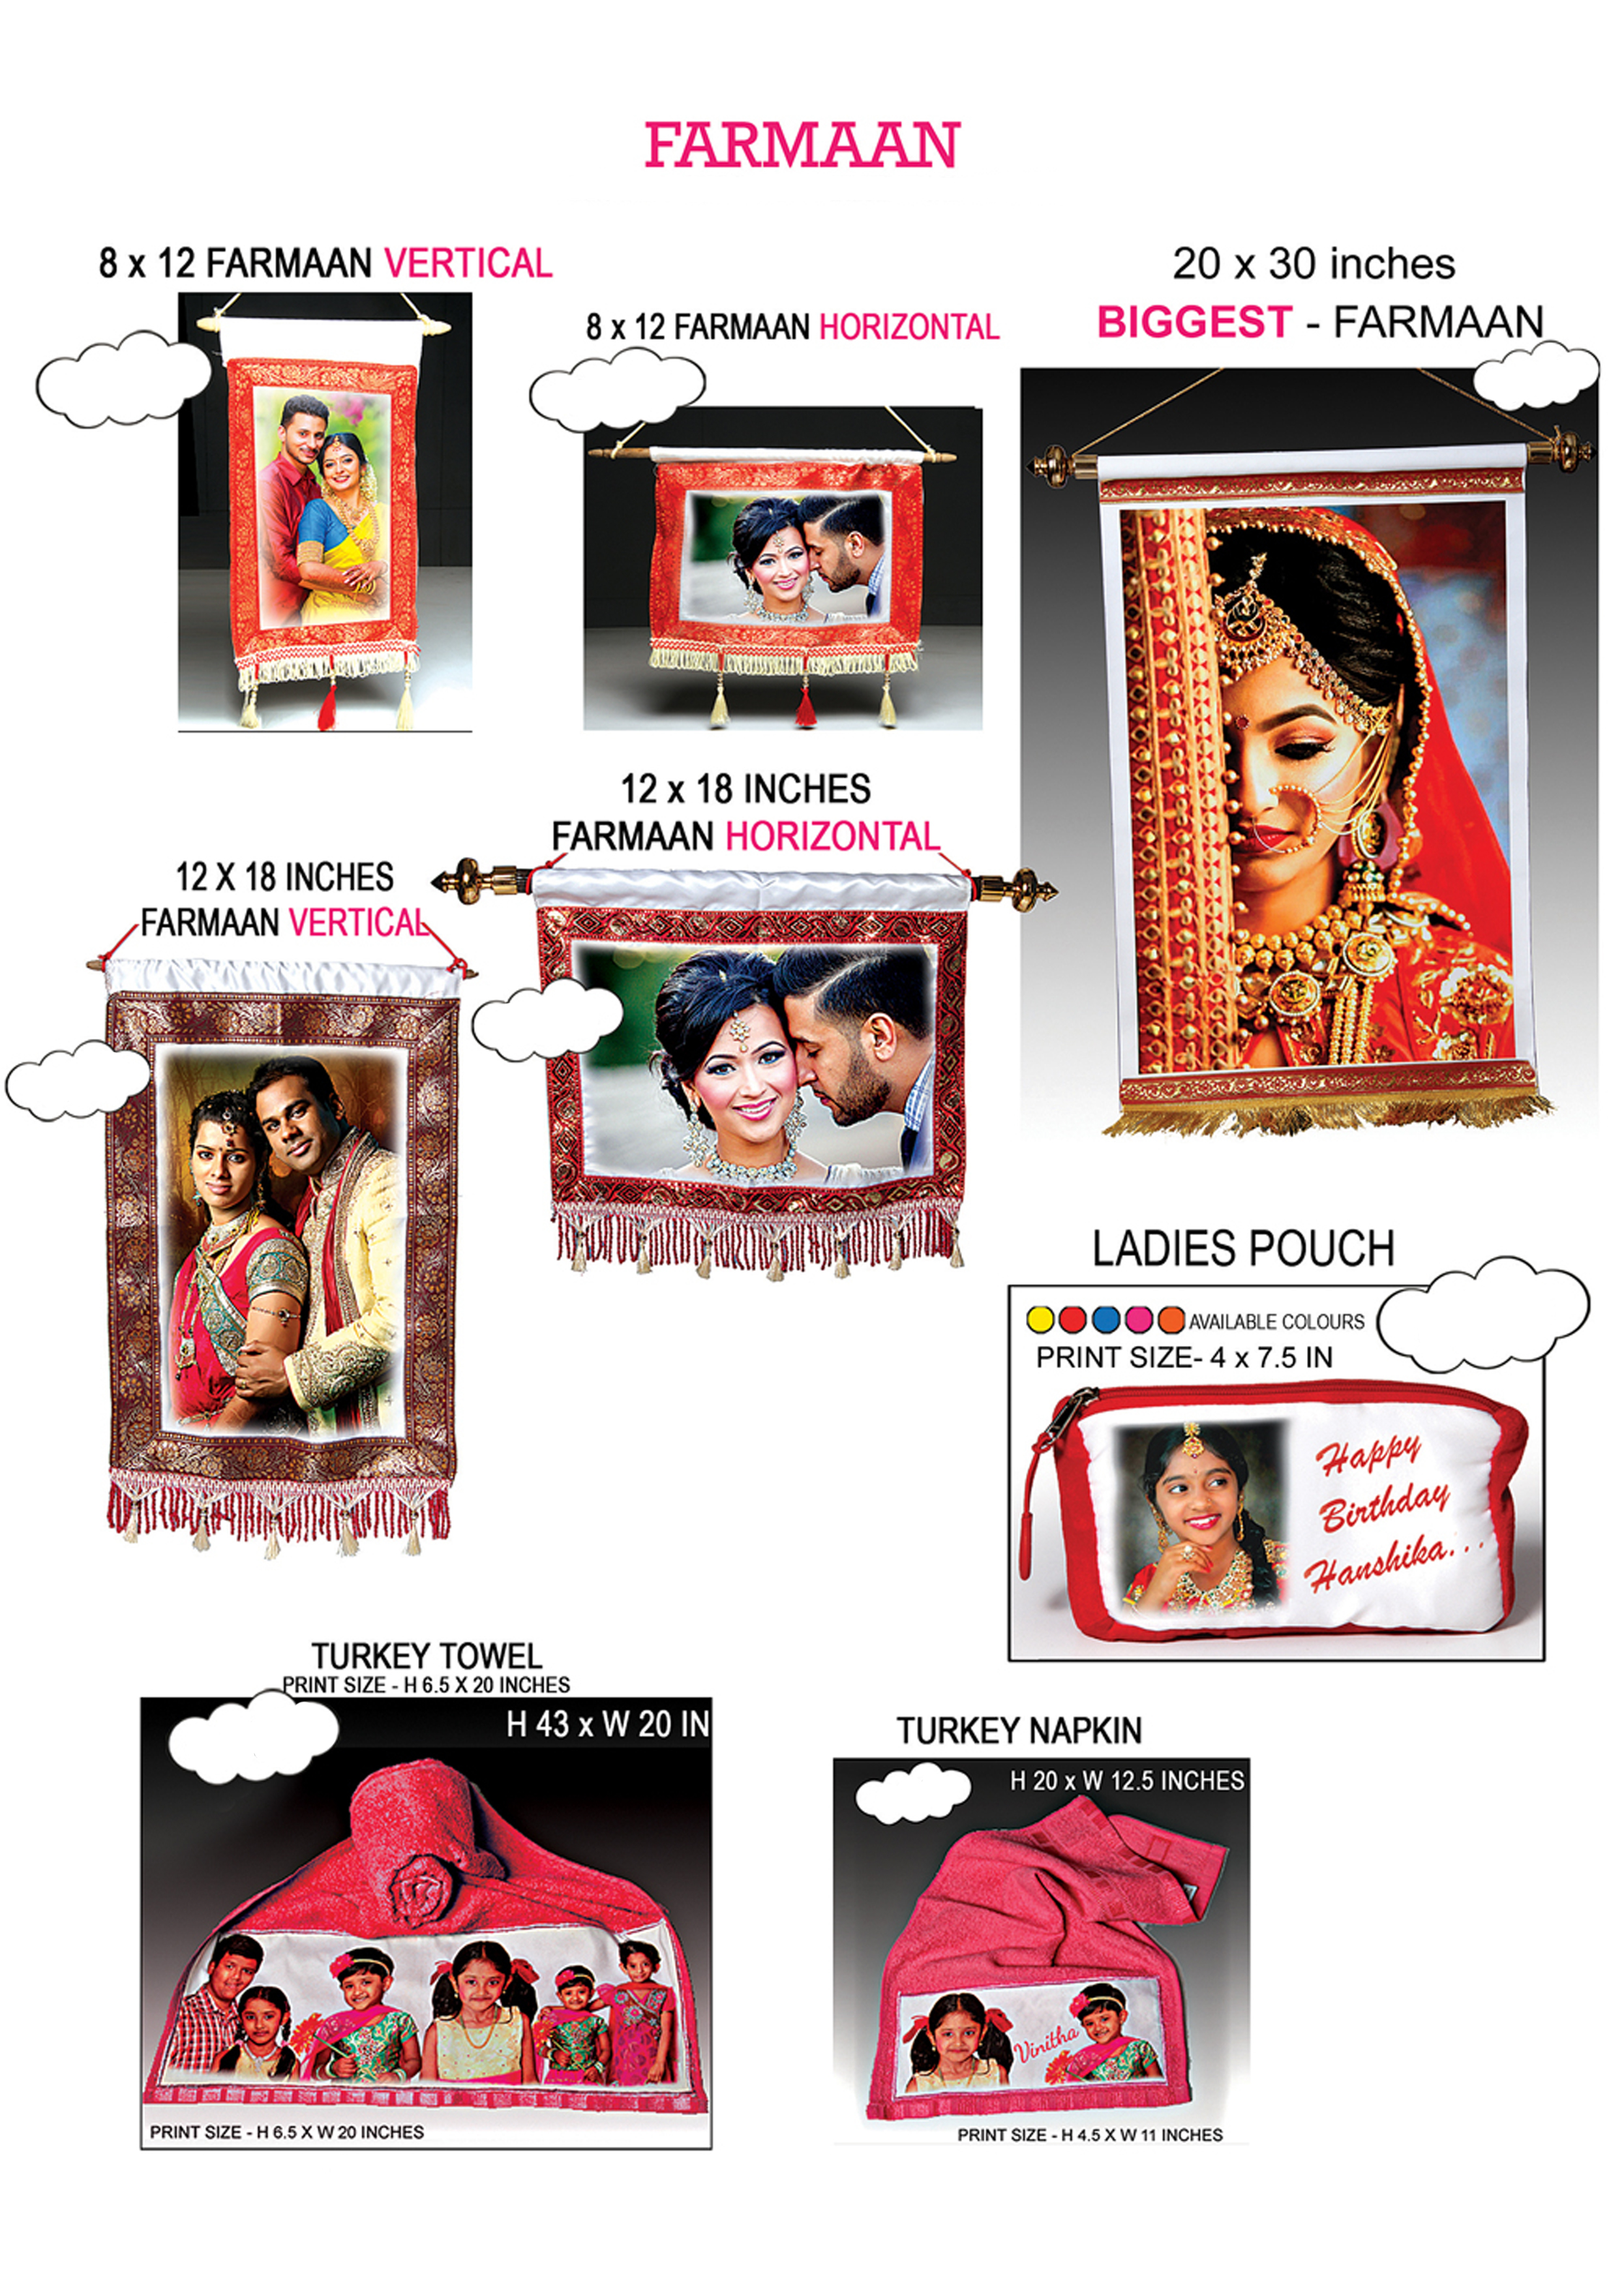 FARMAAN
8 x 12 FARMAAN VERTICAL
8 x 12 FARMAAN HORIZONTAL
20 x 30 inches
BIGGEST - FARMAAN
12 x 18 INCHES
FARMAAN HORIZONTAL
12 X 18 INCHES
FARMAAN VERTICAL
LADIES POUCH
AVAILABLE COLOURS
PRINT SIZE- 4 x 7.5 IN
Happy
Birthday
Hanshika...
TURKEY TOWEL
PRINT SIZE - H 6.5 X 20 INCHES
H 43 x W 20 IN
PRINT SIZE - H 6.5 X W 20 INCHES
TURKEY NAPKIN
H 20 x W 12.5 INCHES
Vinitha
PRINT SIZE - H 4.5 X W 11 INCHES